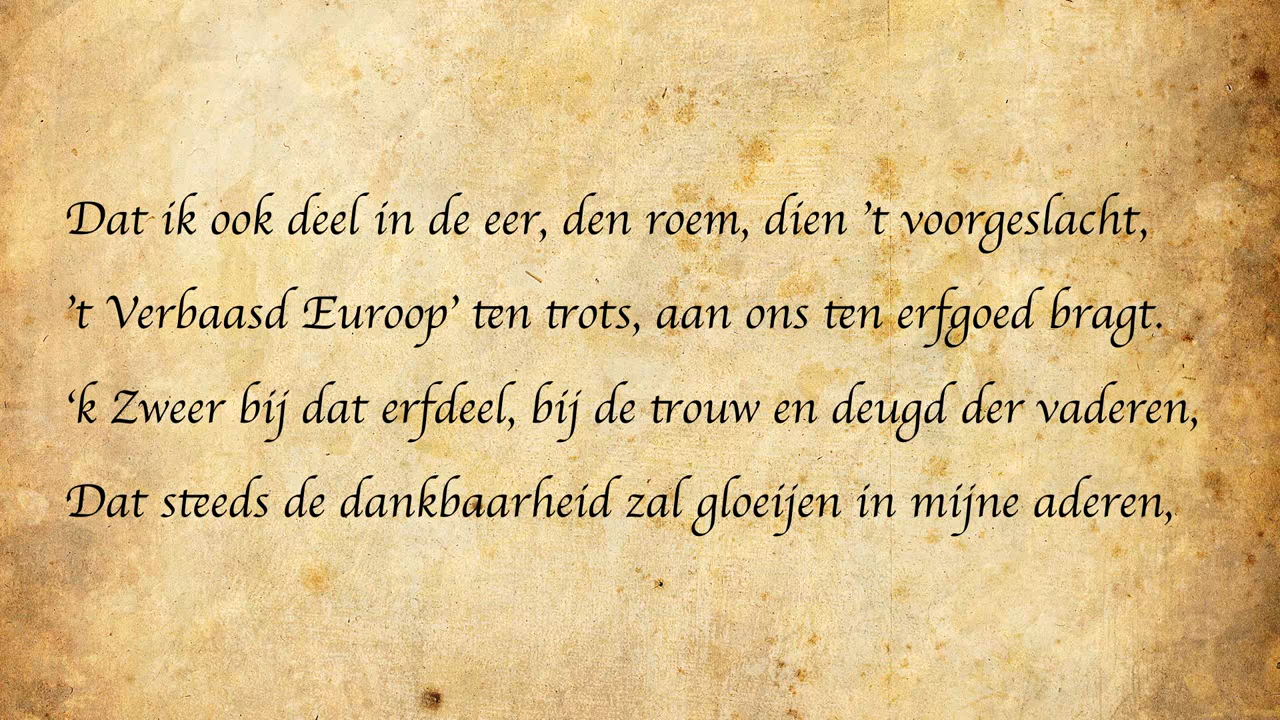 Dat ik ook deel in de eer, den roem, dien ’t voorgeslacht,
’t Verbaasd Euroop’ ten trots, aan ons ten erfgoed bragt.
‘k Zweer bij dat erfdeel, bij de trouw en deugd der vaderen,
Dat steeds de dankbaarheid zal gloeijen in mijne aderen,